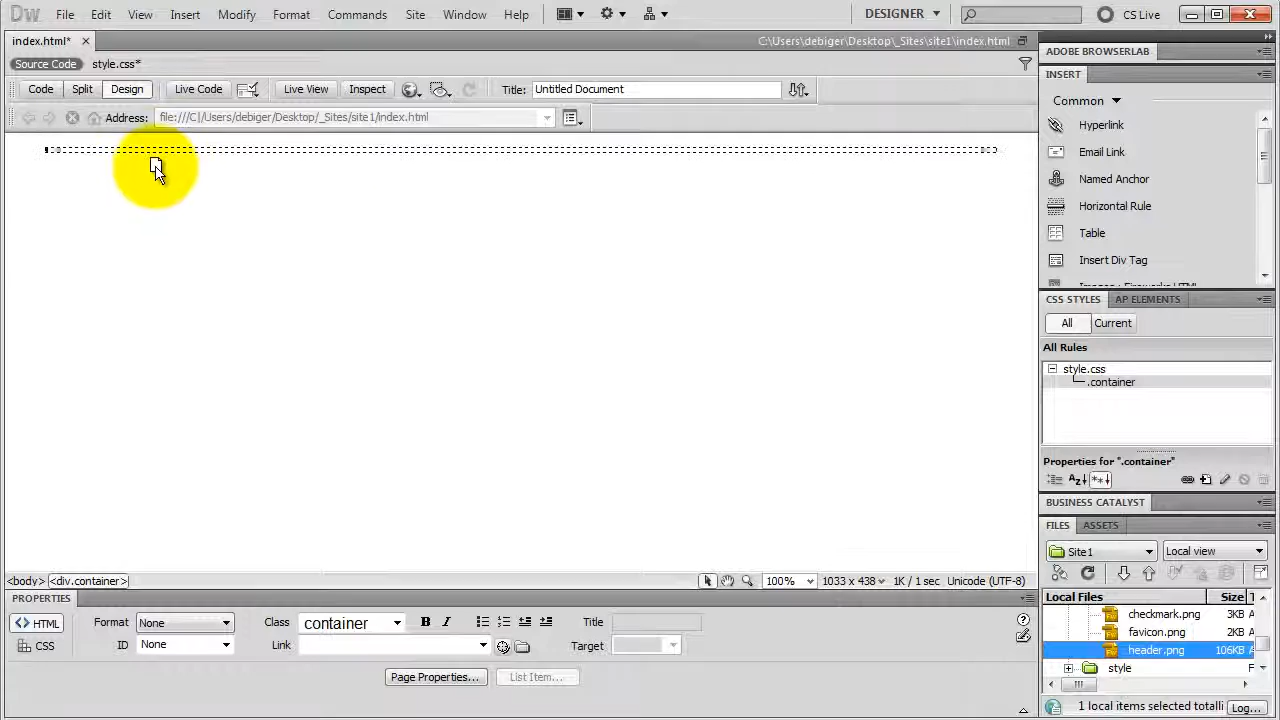 Dw File Edit View Insert Modify Format Commands Site Window Help DESIGNER CS Live
index.html* C:\Users\debiger\Desktop\_Sites\site1\index.html
Source Code style.css*
Code Split Design Live Code Live View Inspect Title: Untitled Document
Address: file:///C|/Users/debiger/Desktop/_Sites/site1/index.html
<body> <div.container> 100% 1033 x 438 1K / 1 sec Unicode (UTF-8)
PROPERTIES
HTML Format None Class container B I Title
CSS ID None Link Target
Page Properties... List Item...
ADOBE BROWSERLAB
INSERT
Common
Hyperlink
Email Link
Named Anchor
Horizontal Rule
Table
Insert Div Tag
CSS STYLES AP ELEMENTS
All Current
All Rules
style.css
.container
Properties for ".container"
BUSINESS CATALYST
FILES ASSETS
Site1 Local view
Local Files Size T
checkmark.png 3KB A
favicon.png 2KB A
header.png 106KB A
style F
1 local items selected totalli Log...